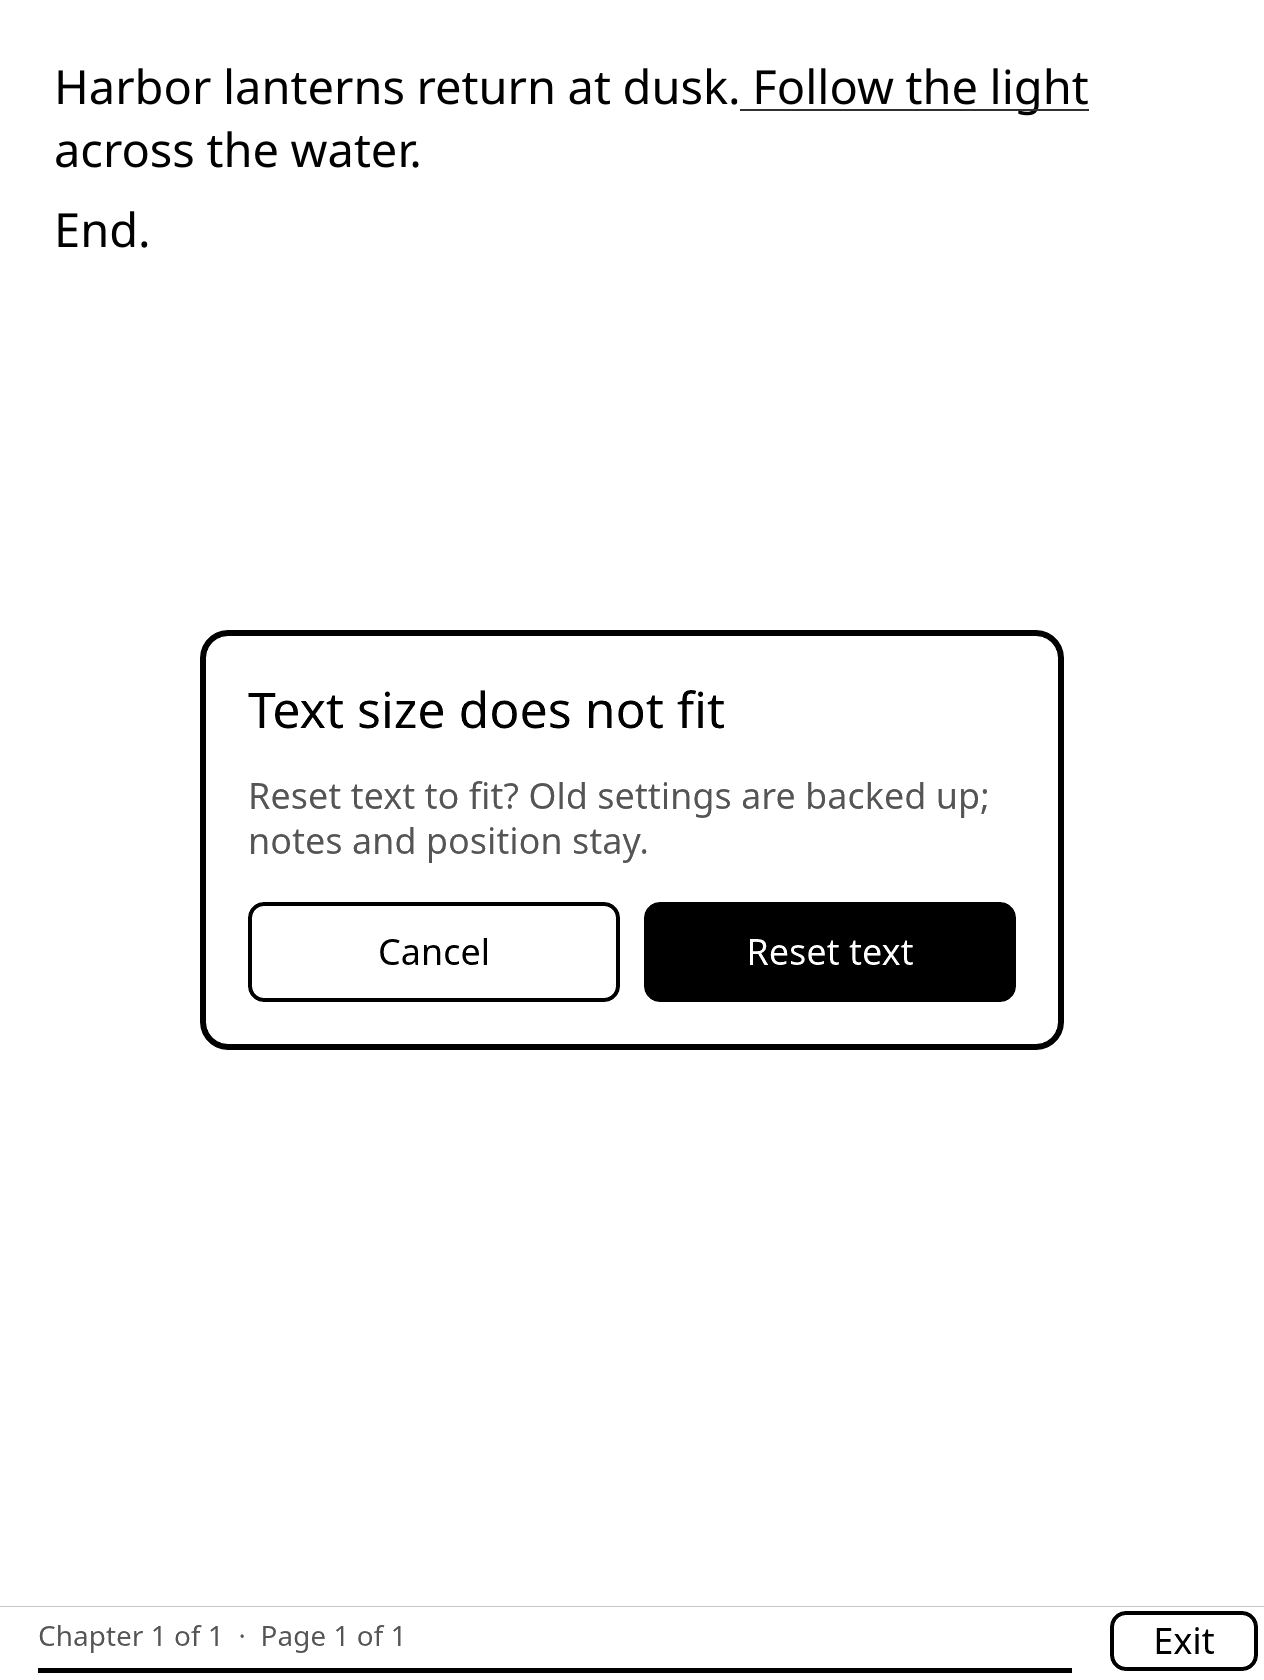 Harbor lanterns return at dusk. Follow the light
across the water.
End.
Text size does not fit
Reset text to fit? Old settings are backed up;
notes and position stay.
Cancel
Reset text
Chapter 1 of 1 · Page 1 of 1
Exit